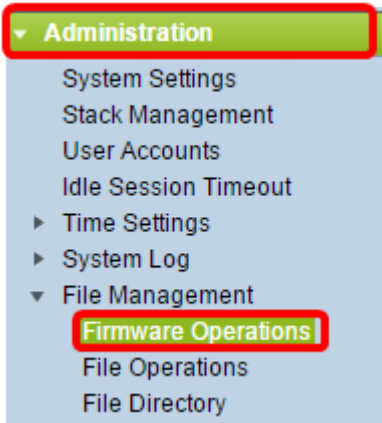 Administration
System Settings
Stack Management
User Accounts
Idle Session Timeout
Time Settings
System Log
File Management
Firmware Operations
File Operations
File Directory